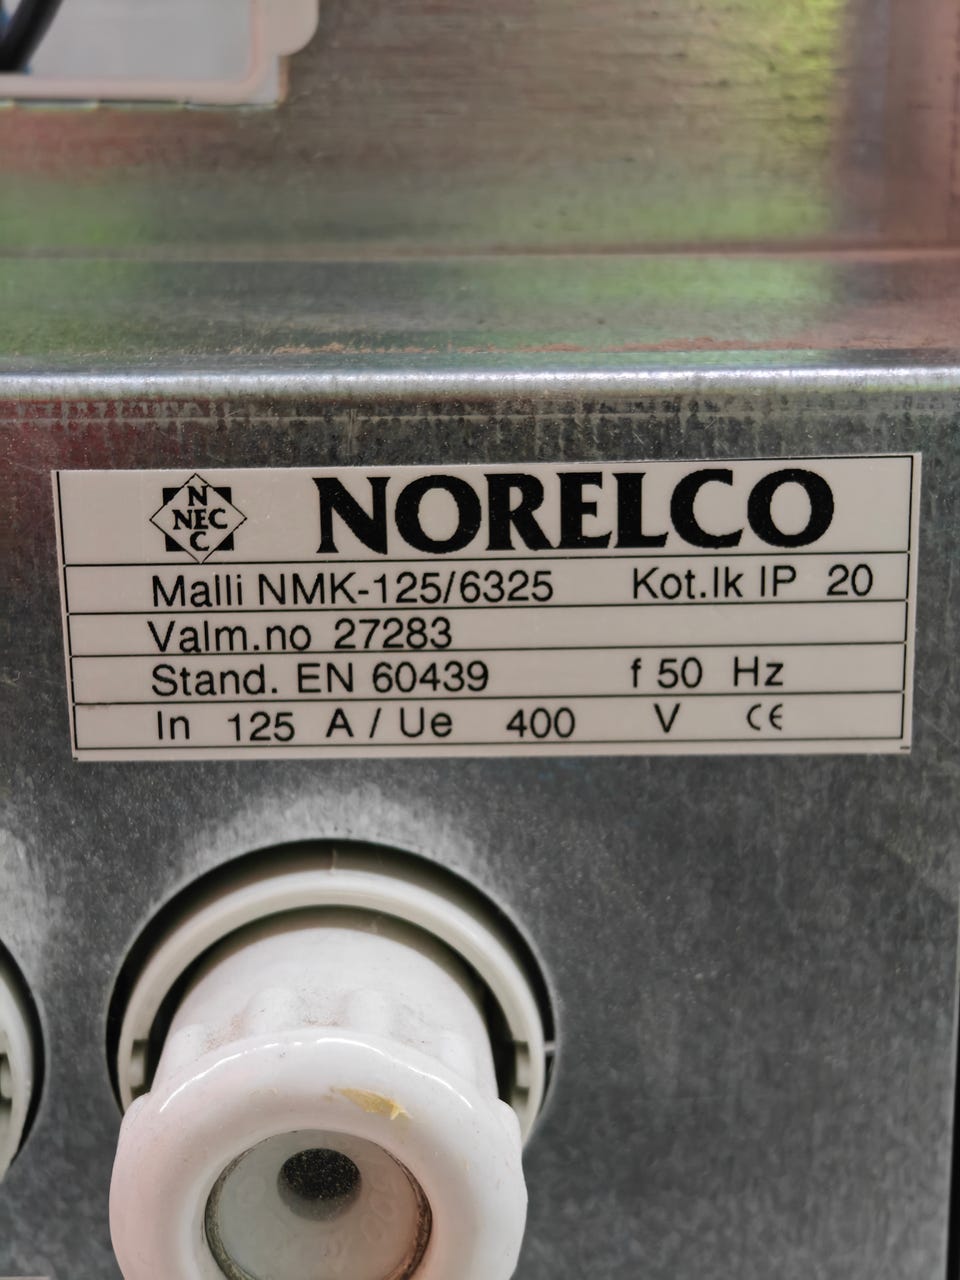 N
NEC
C
NORELCO
Malli NMK-125/6325 Kot.lk IP 20
Valm.no 27283
Stand. EN 60439 f 50 Hz
In 125 A / Ue 400 V CE